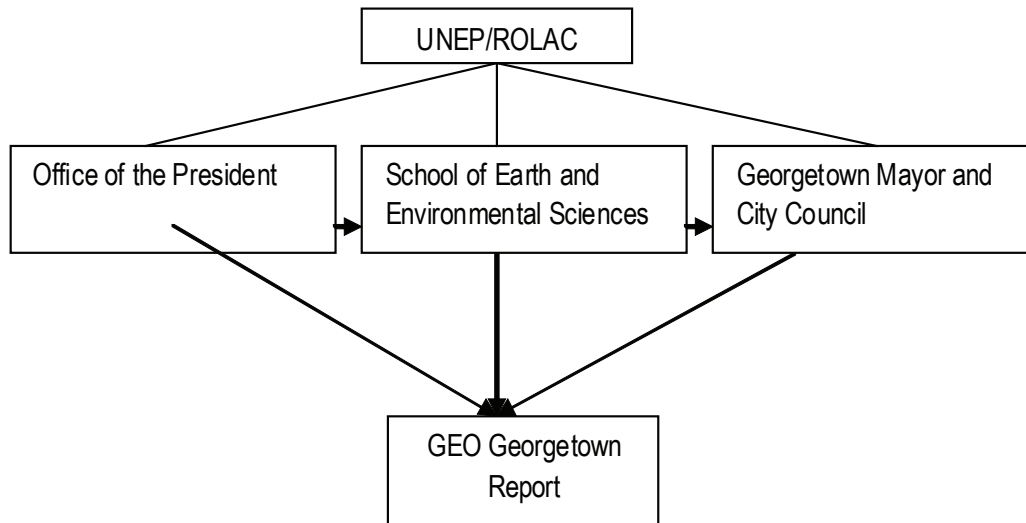 UNEP/ROLAC
Office of the President
School of Earth and
Environmental Sciences
Georgetown Mayor and
City Council
GEO Georgetown
Report